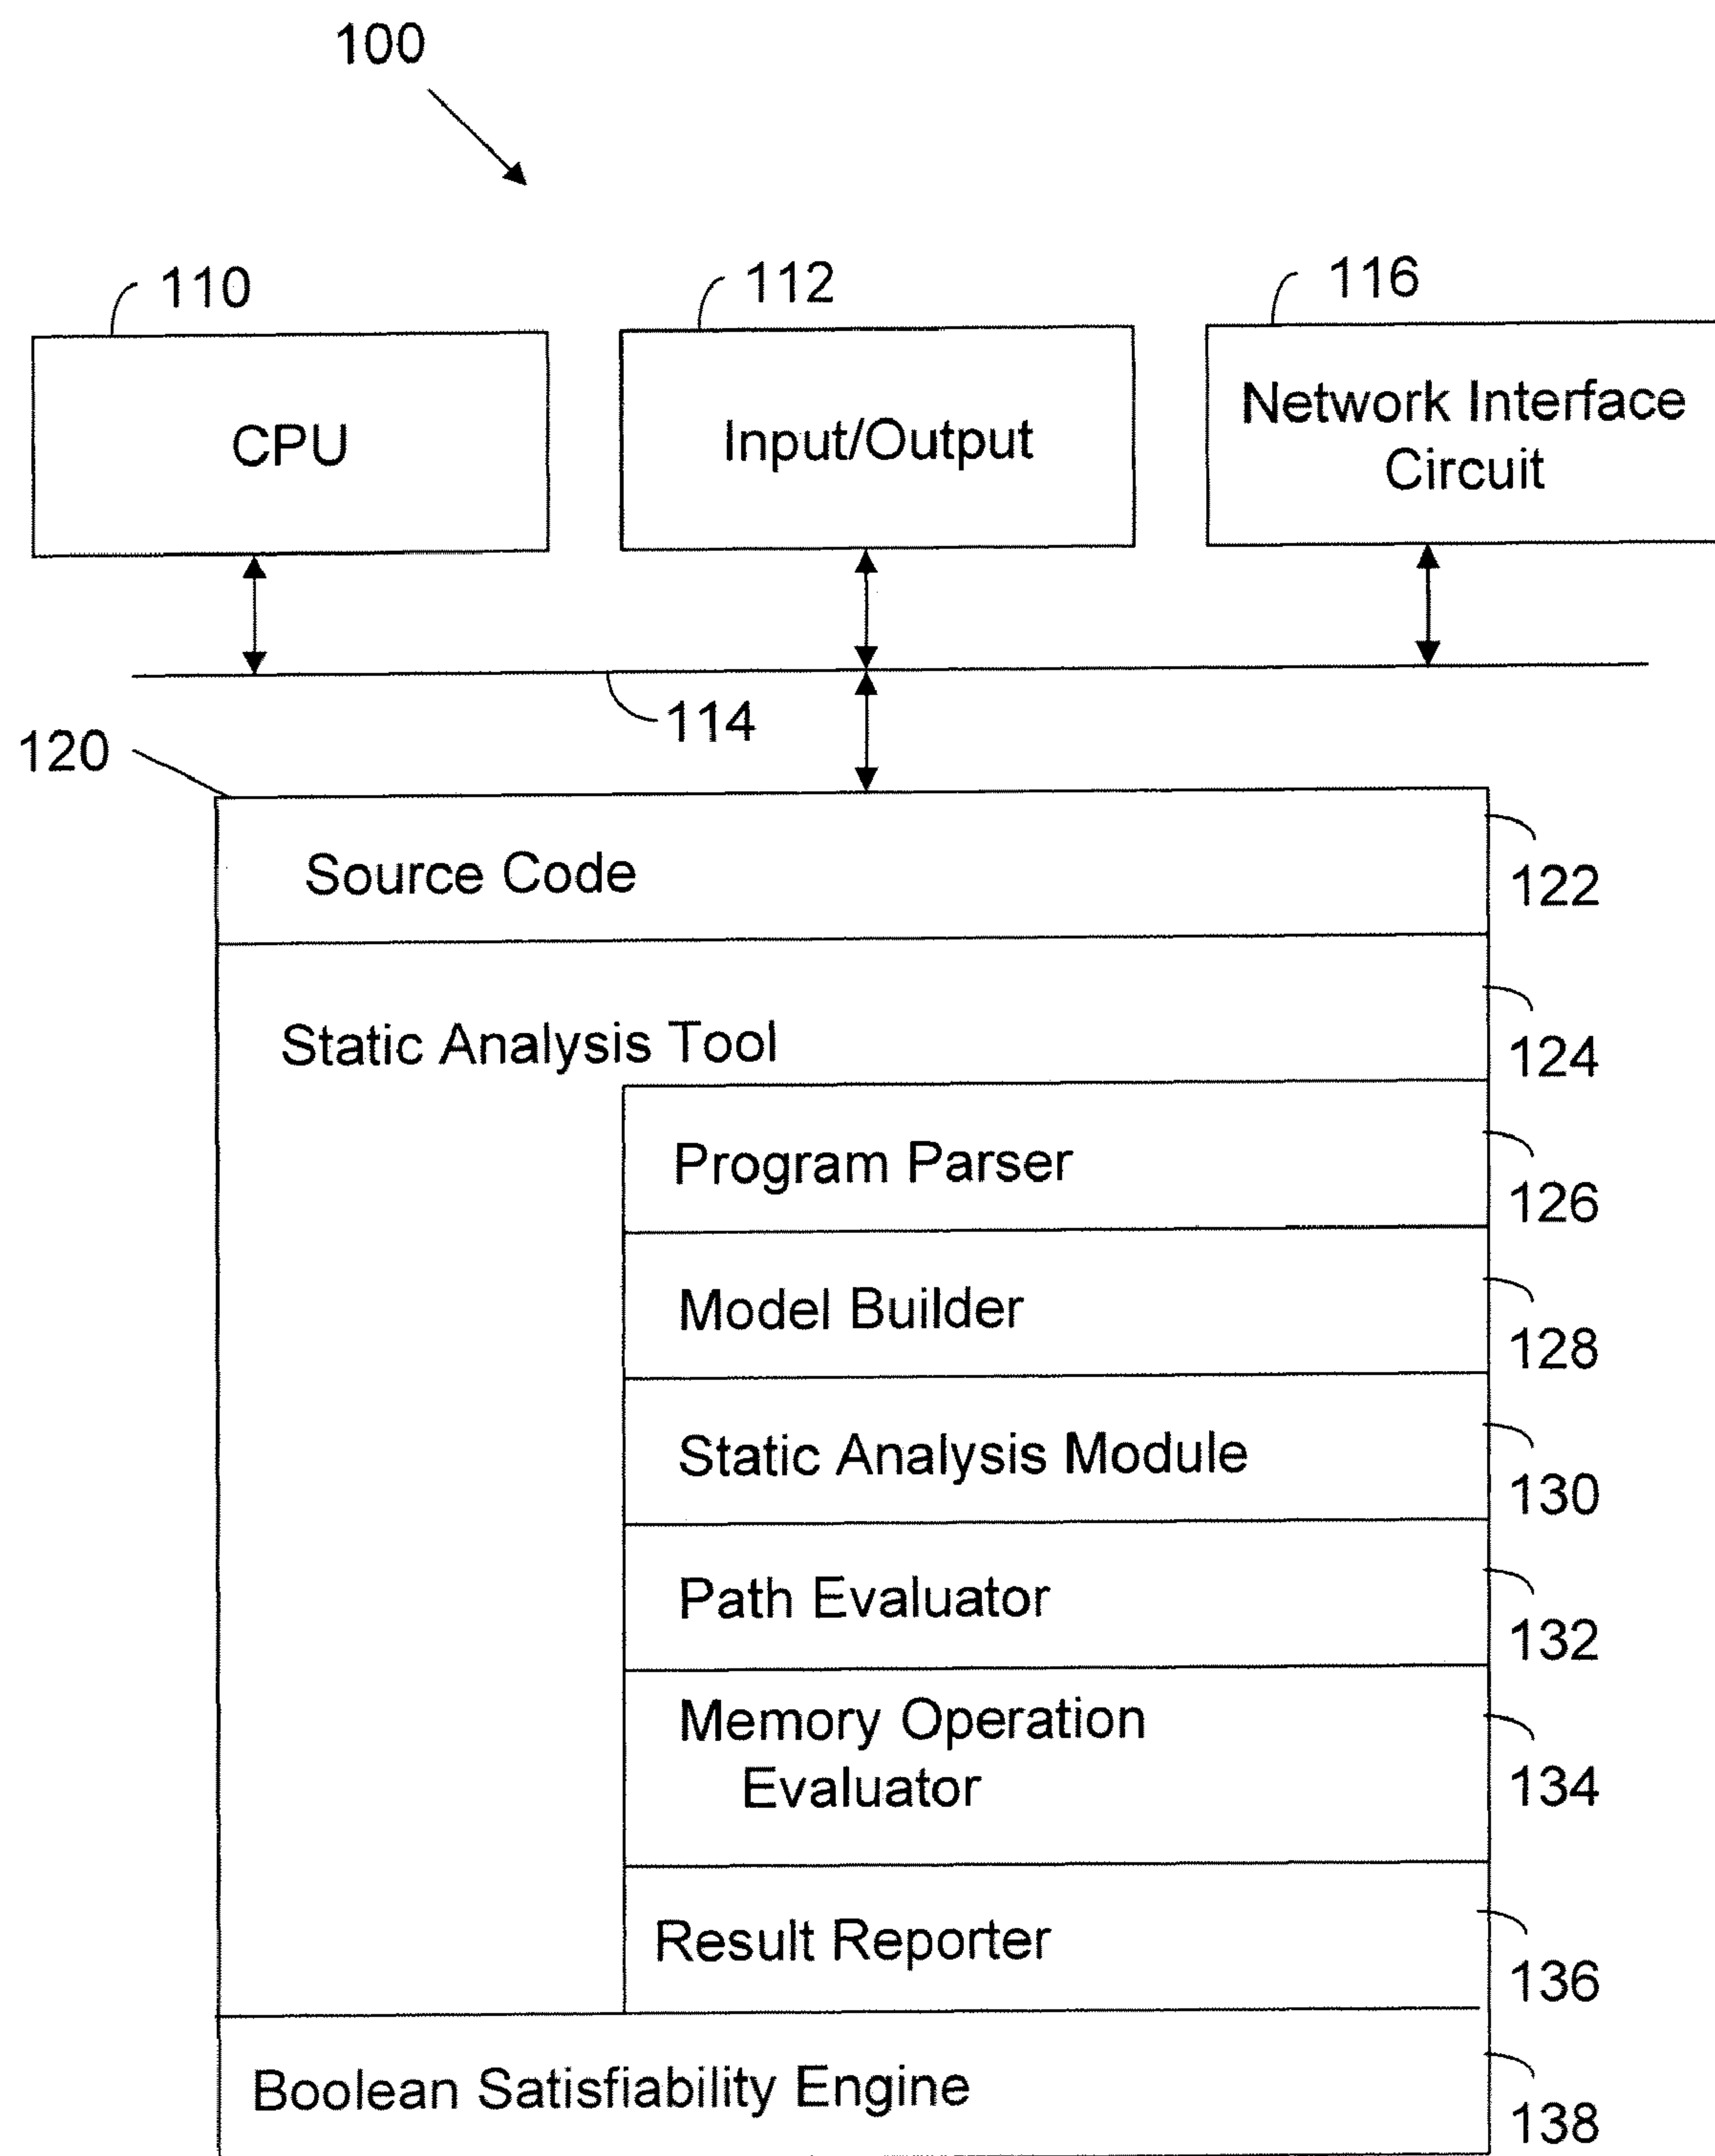 100
110
112
116
CPU
Input/Output
Network Interface
Circuit
114
120
Source Code
122
Static Analysis Tool
124
Program Parser
126
Model Builder
128
Static Analysis Module
130
Path Evaluator
132
Memory Operation
Evaluator
134
Result Reporter
136
Boolean Satisfiability Engine
138